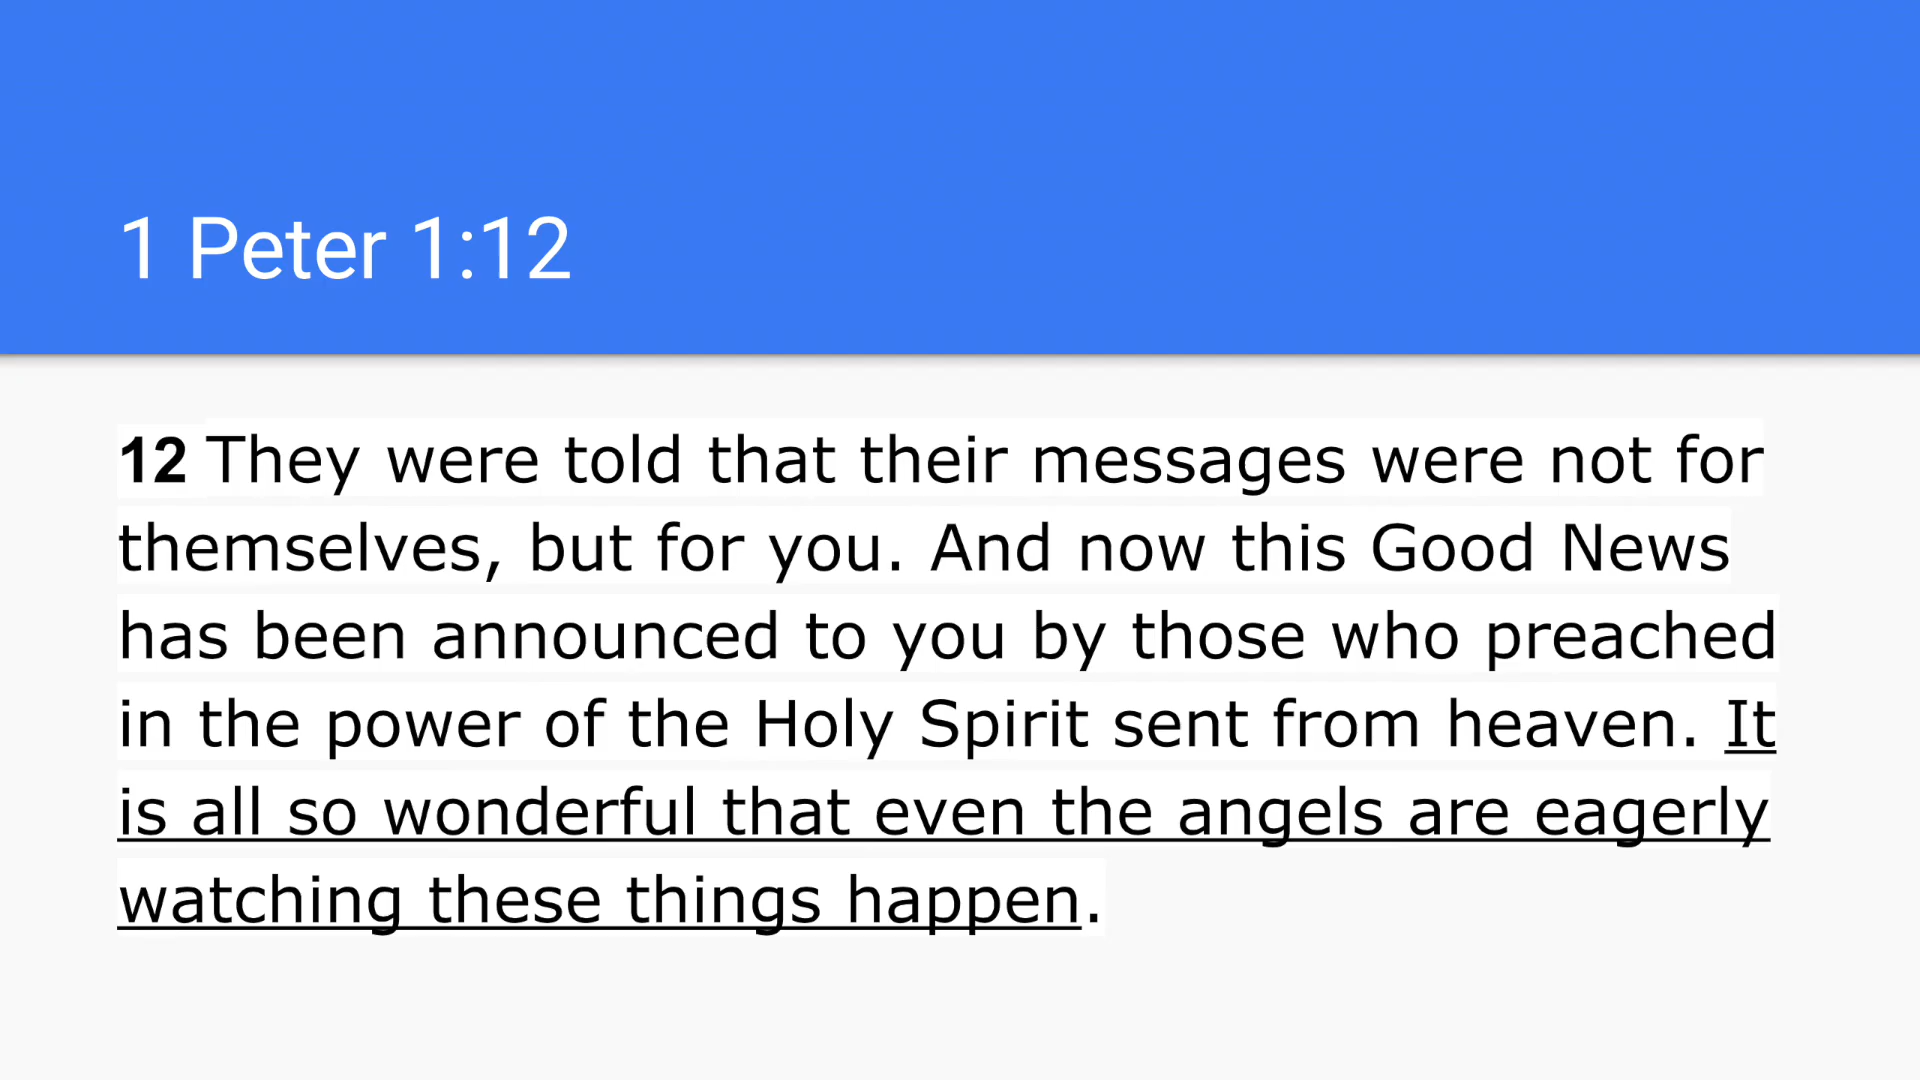 1 Peter 1:12
12 They were told that their messages were not for
themselves, but for you. And now this Good News
has been announced to you by those who preached
in the power of the Holy Spirit sent from heaven. It
is all so wonderful that even the angels are eagerly
watching these things happen.